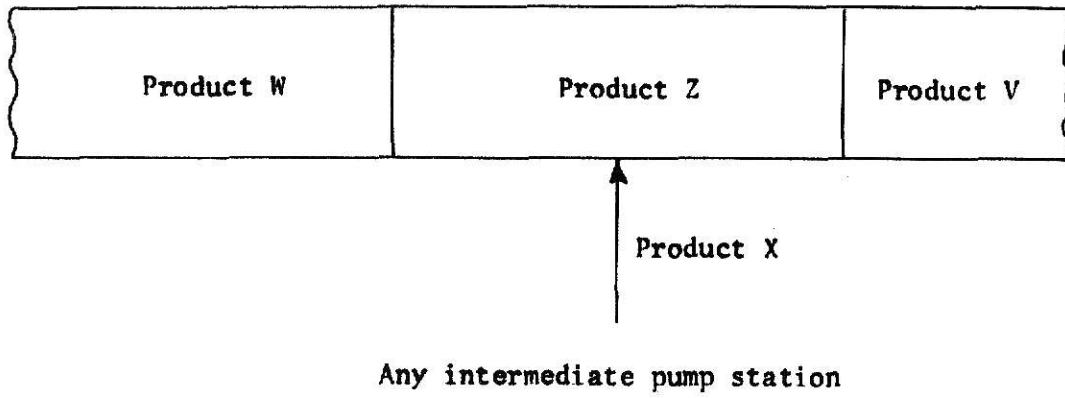 Product W
Product Z
Product V
Product X
Any intermediate pump station